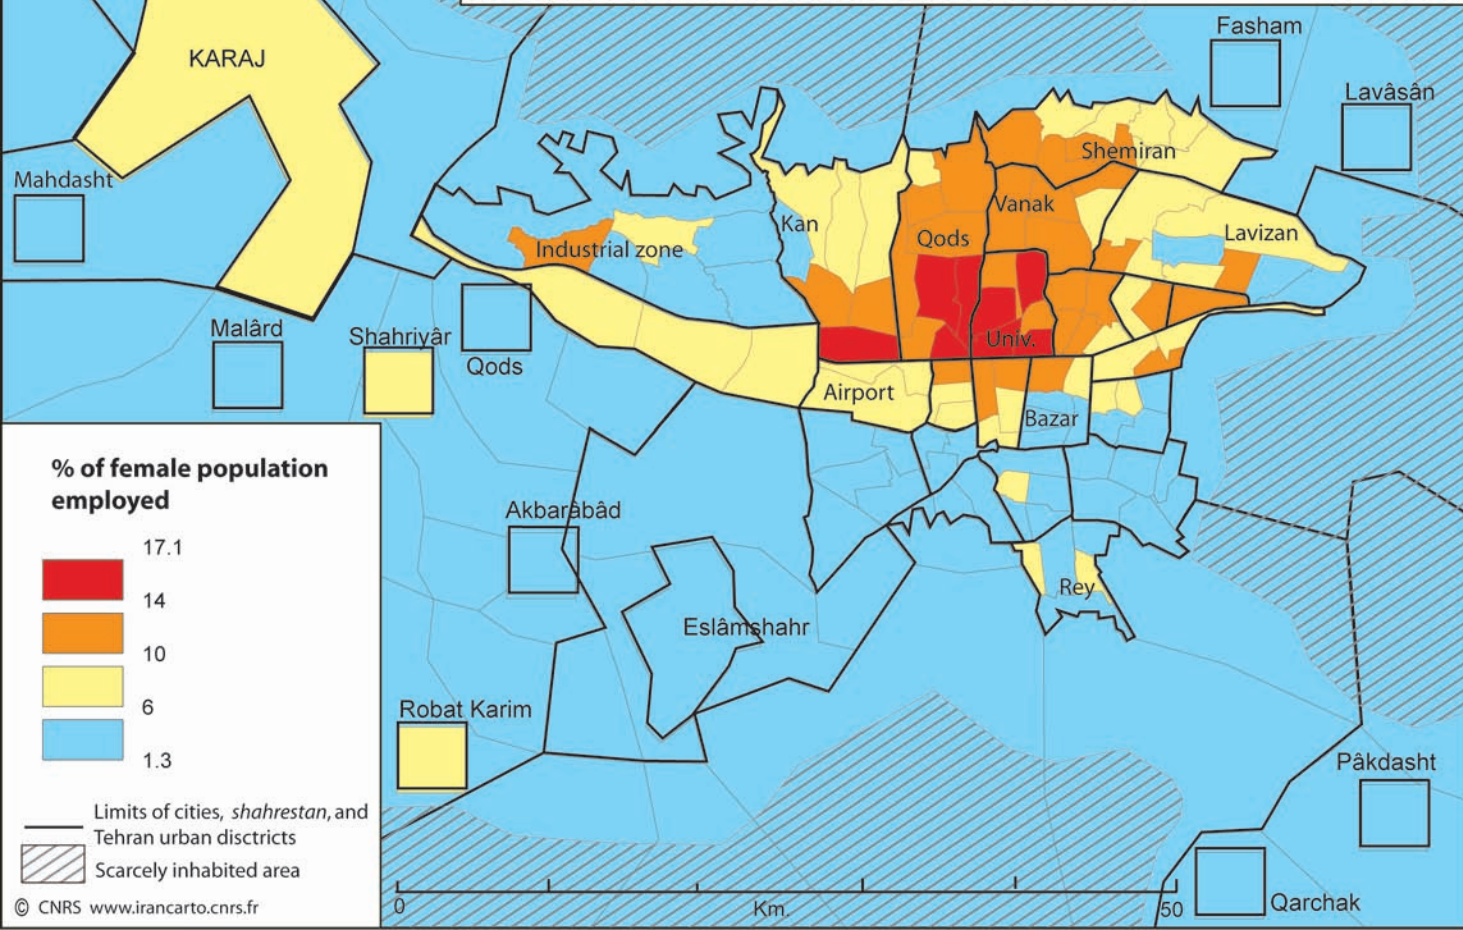 Fasham
KARAJ
Lavâsân
Shemiran
Mahdasht
Vanak
Kan
Lavizan
Qods
Industrial zone
Malârd
Shahriyâr
Univ.
Qods
Airport
Bazar
% of female population
employed
Akbarâbâd
17.1
14
Rey
10
Eslâmshahr
6
Robat Karim
1.3
Pâkdasht
Limits of cities, shahrestan, and
Tehran urban disctricts
Scarcely inhabited area
© CNRS www.irancarto.cnrs.fr
0
Km.
50
Qarchak